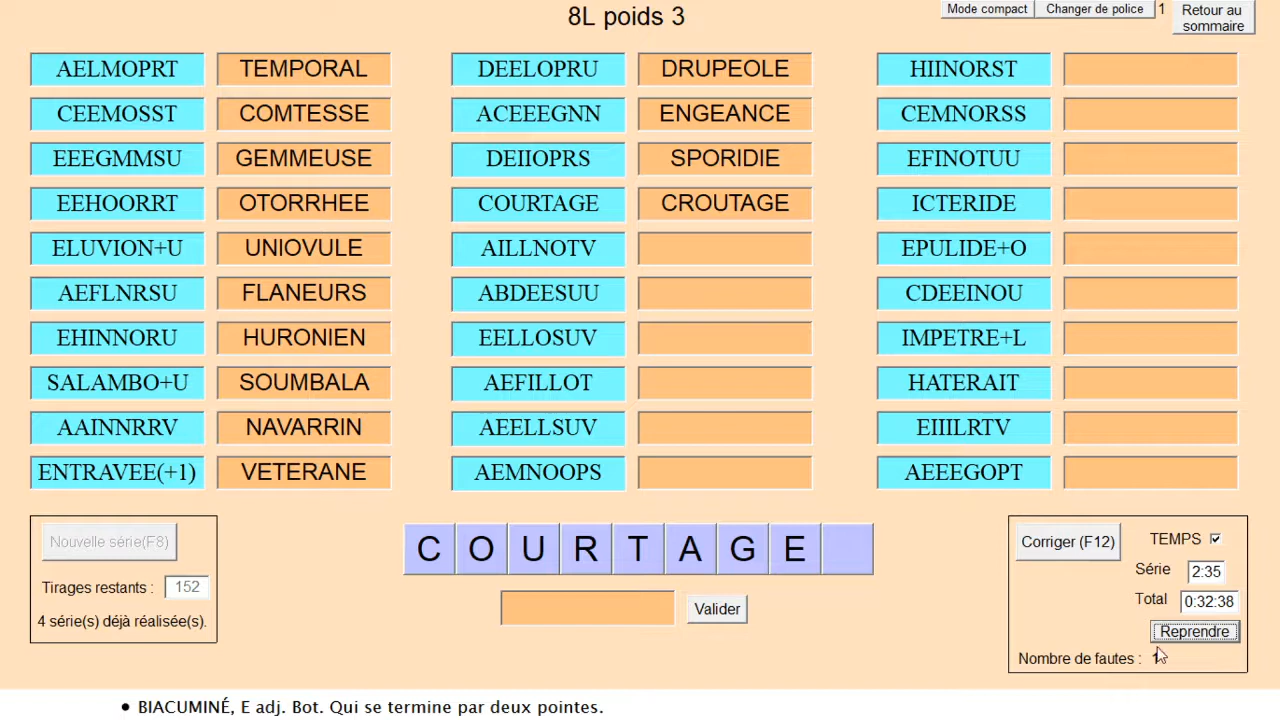 8L poids 3
Mode compact Changer de police 1 Retour au sommaire
AELMOPRT TEMPORAL DEELOPRU DRUPEOLE HIINORST
CEEMOSST COMTESSE ACEEEGNN ENGEANCE CEMNORSS
EEEGMMSU GEMMEUSE DEIIOPRS SPORIDIE EFINOTUU
EEHOORRT OTORRHEE COURTAGE CROUTAGE ICTERIDE
ELUVION+U UNIOVULE AILLNOTV EPULIDE+O
AEFLNRSU FLANEURS ABDEESUU CDEEINOU
EHINNORU HURONIEN EELLOSUV IMPETRE+L
SALAMBO+U SOUMBALA AEFILLOT HATERAIT
AAINNRRV NAVARRIN AEELLSUV EIIILRTV
ENTRAVEE(+1) VETERANE AEMNOOPS AEEEGOPT
Nouvelle série(F8)
Tirages restants : 152
4 série(s) déjà réalisée(s).
C O U R T A G E
Valider
Corriger (F12) TEMPS
Série 2:35
Total 0:32:38
Reprendre
Nombre de fautes :
• BIACUMINÉ, E adj. Bot. Qui se termine par deux pointes.